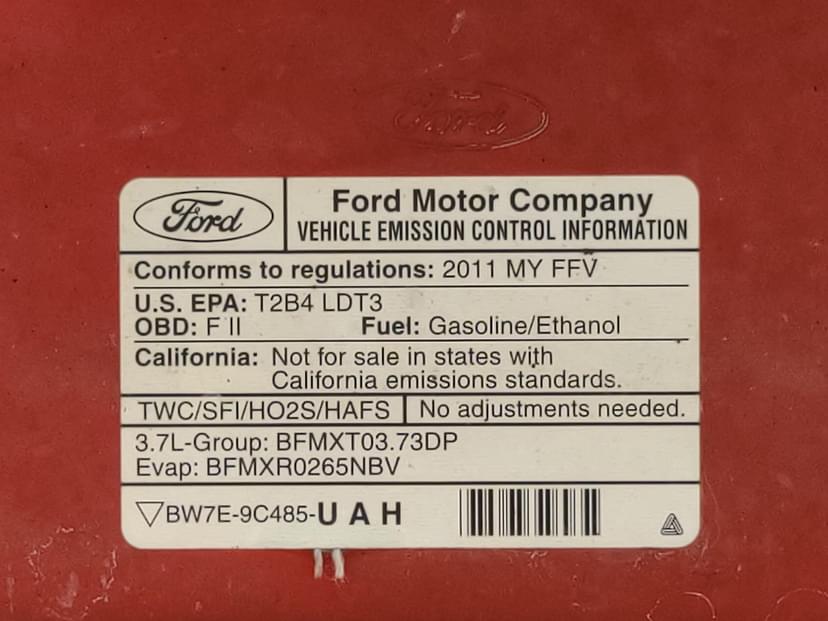 Ford
Ford
Ford Motor Company
VEHICLE EMISSION CONTROL INFORMATION
Conforms to regulations: 2011 MY FFV
U.S. EPA: T2B4 LDT3
OBD: F II Fuel: Gasoline/Ethanol
California: Not for sale in states with
California emissions standards.
TWC/SFI/HO2S/HAFS No adjustments needed.
3.7L-Group: BFMXT03.73DP
Evap: BFMXR0265NBV
▽BW7E-9C485-UAH